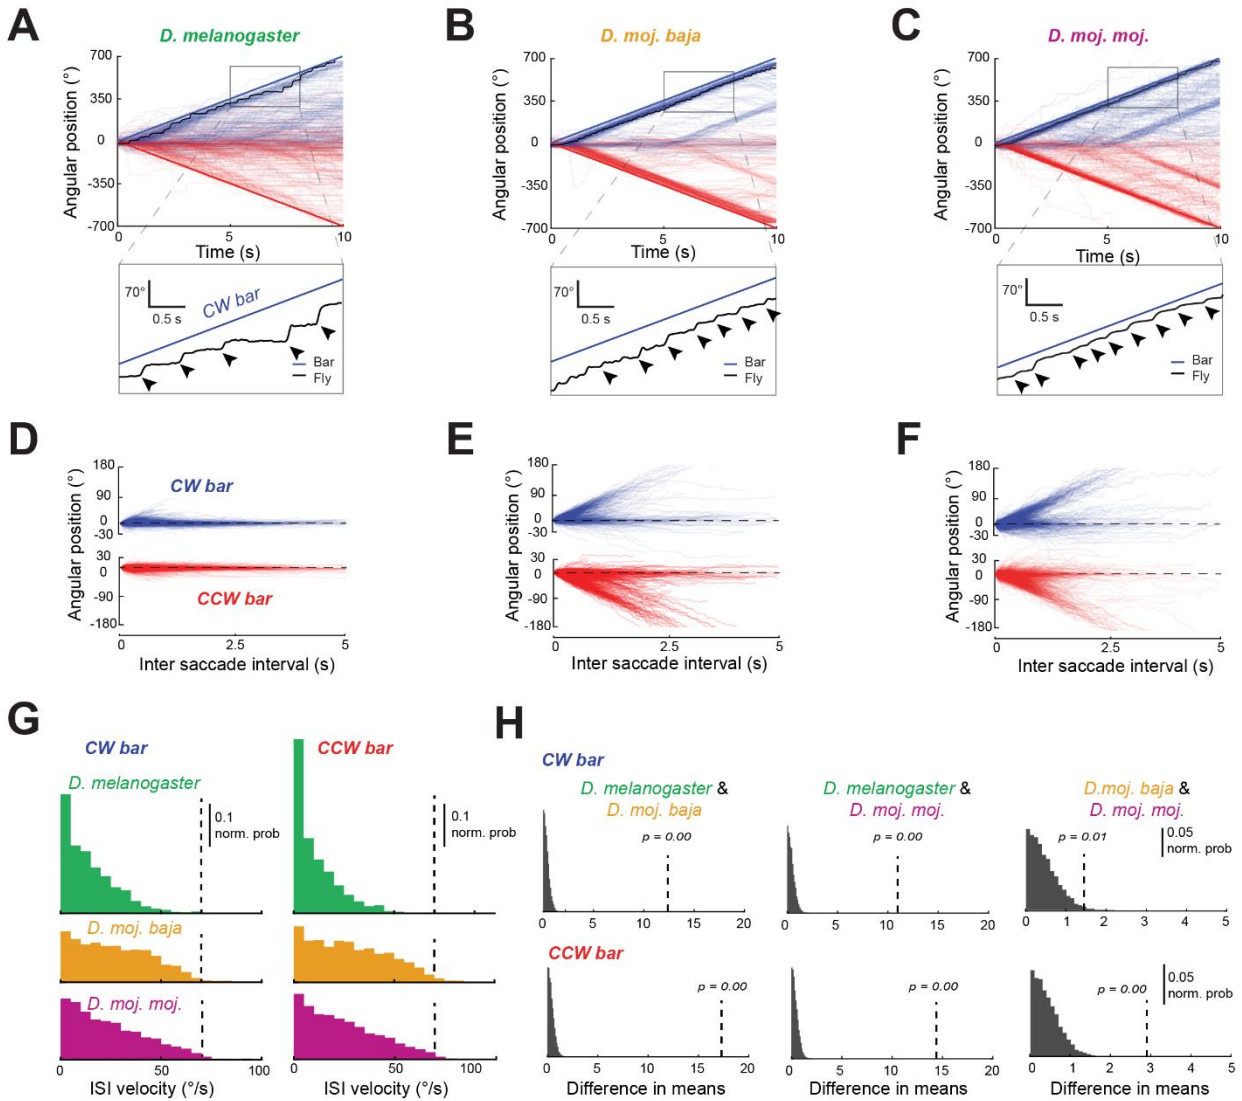 A
D. melanogaster
Angular position (°)
700
350
0
-350
-700
0
5
10
Time (s)
70°
0.5 s
CW bar
Bar
Fly
B
D. moj. baja
Angular position (°)
700
350
0
-350
-700
0
5
10
Time (s)
70°
0.5 s
Bar
Fly
C
D. moj. moj.
Angular position (°)
700
350
0
-350
-700
0
5
10
Time (s)
70°
0.5 s
Bar
Fly
D
Angular position (°)
180
90
0
-30
CW bar
30
0
-90
-180
CCW bar
0
2.5
5
Inter saccade interval (s)
E
Angular position (°)
180
90
0
-30
30
0
-90
-180
0
2.5
5
Inter saccade interval (s)
F
Angular position (°)
180
90
0
-30
30
0
-90
-180
0
2.5
5
Inter saccade interval (s)
G
CW bar
CCW bar
D. melanogaster
0.1
norm. prob
0.1
norm. prob
D. moj. baja
D. moj. moj.
0
50
100
ISI velocity (°/s)
0
50
100
ISI velocity (°/s)
H
CW bar
D. melanogaster &
D. moj. baja
p = 0.00
0
5
10
15
20
D. melanogaster &
D. moj. moj.
p = 0.00
0
5
10
15
20
D.moj. baja &
D. moj. moj.
p = 0.01
0.05
norm. prob
0
1
2
3
4
5
CCW bar
p = 0.00
0
5
10
15
20
Difference in means
p = 0.00
0
5
10
15
20
Difference in means
p = 0.00
0.05
norm. prob
0
1
2
3
4
5
Difference in means